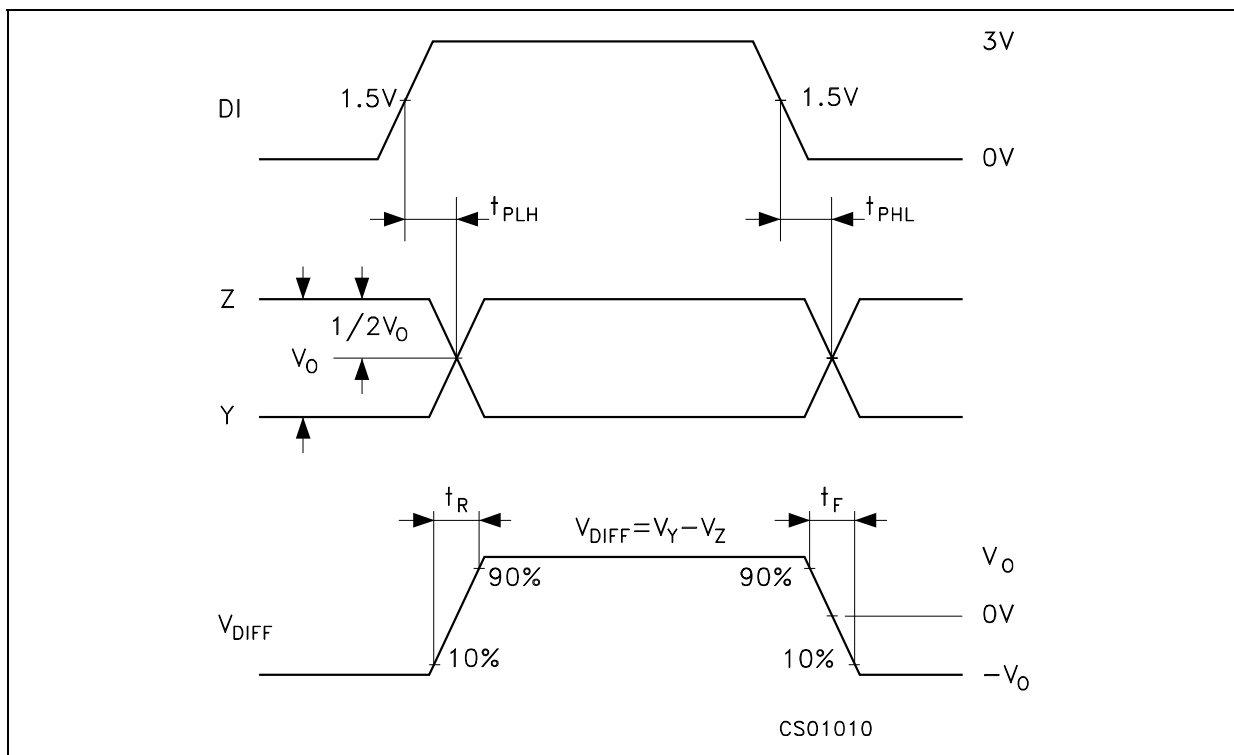 3V
1.5V
1.5V
DI
0V
tPLH
tPHL
Z
1/2VO
VO
Y
tR
tF
VDIFF=VY-VZ
VO
90%
90%
0V
VDIFF
10%
10%
-VO
CS01010